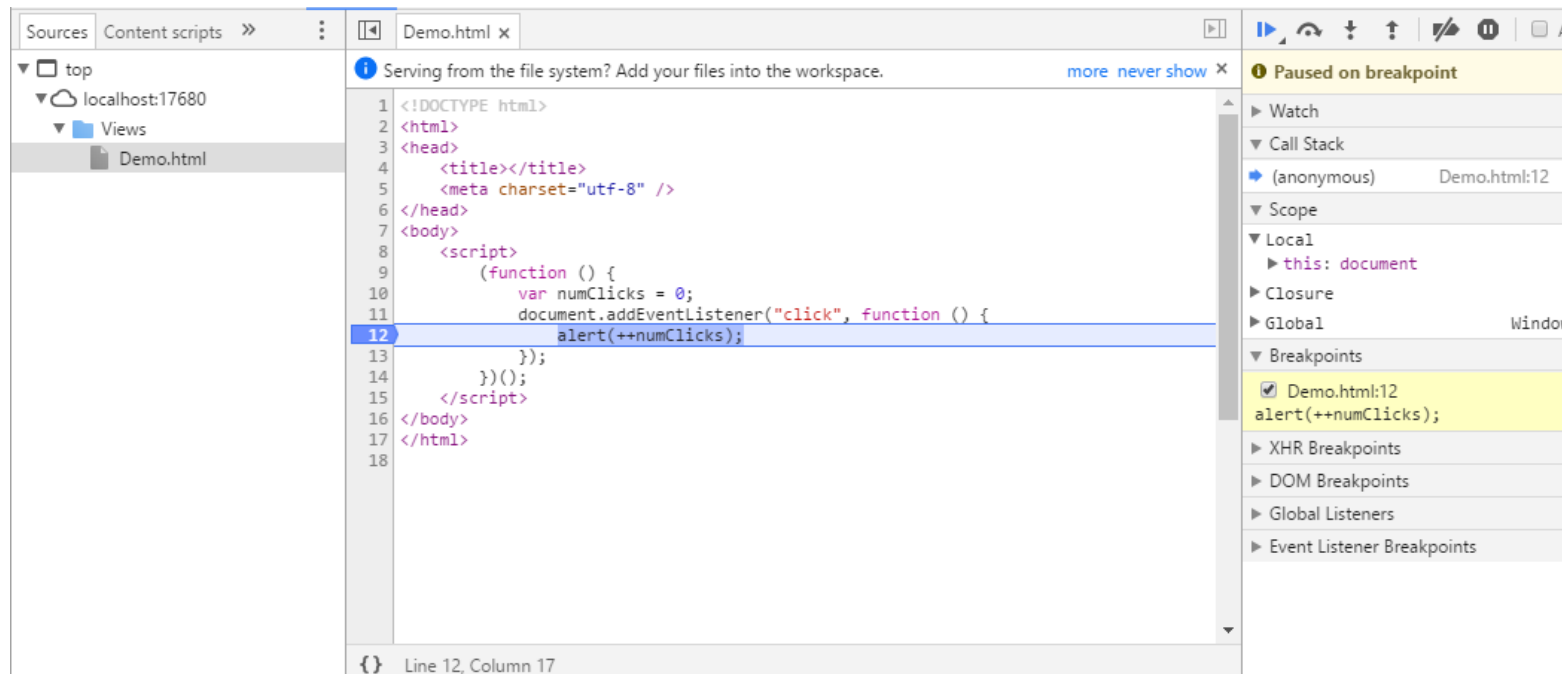 Sources Content scripts »
top
localhost:17680
Views
Demo.html
Demo.html ×
Serving from the file system? Add your files into the workspace. more never show ×
1 <!DOCTYPE html>
2 <html>
3 <head>
4 <title></title>
5 <meta charset="utf-8" />
6 </head>
7 <body>
8 <script>
9 (function () {
10 var numClicks = 0;
11 document.addEventListener("click", function () {
12 alert(++numClicks);
13 });
14 })();
15 </script>
16 </body>
17 </html>
18
{} Line 12, Column 17
Paused on breakpoint
Watch
Call Stack
(anonymous) Demo.html:12
Scope
Local
this: document
Closure
Global Window
Breakpoints
Demo.html:12
alert(++numClicks);
XHR Breakpoints
DOM Breakpoints
Global Listeners
Event Listener Breakpoints